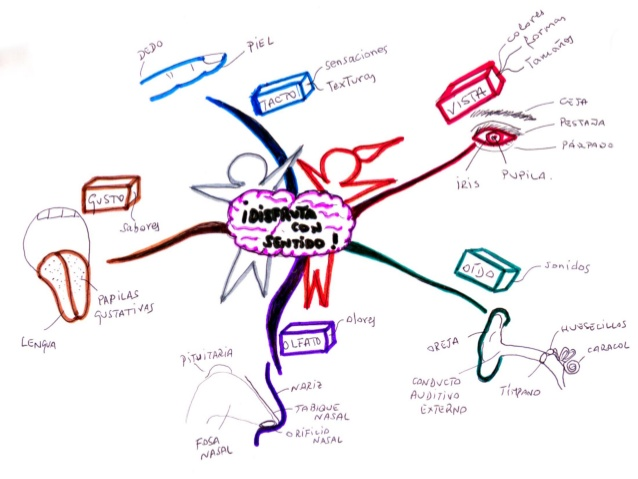 DEDO
PIEL
TACTO
sensaciones
Texturas
VISTA
colores
formas
Tamaños
CEJA
PESTAÑA
PÁRPADO
IRIS
PUPILA.
GUSTO
sabores
PAPILAS
GUSTATIVAS
LENGUA
¡DISFRUTA
CON
SENTIDO!
OÍDO
sonidos
OREJA
HUESECILLOS
CARACOL
CONDUCTO
AUDITIVO
EXTERNO
TÍMPANO
OLFATO
olores
PITUITARIA
NARIZ
TABIQUE
NASAL
ORIFICIO
NASAL
FOSA
NASAL